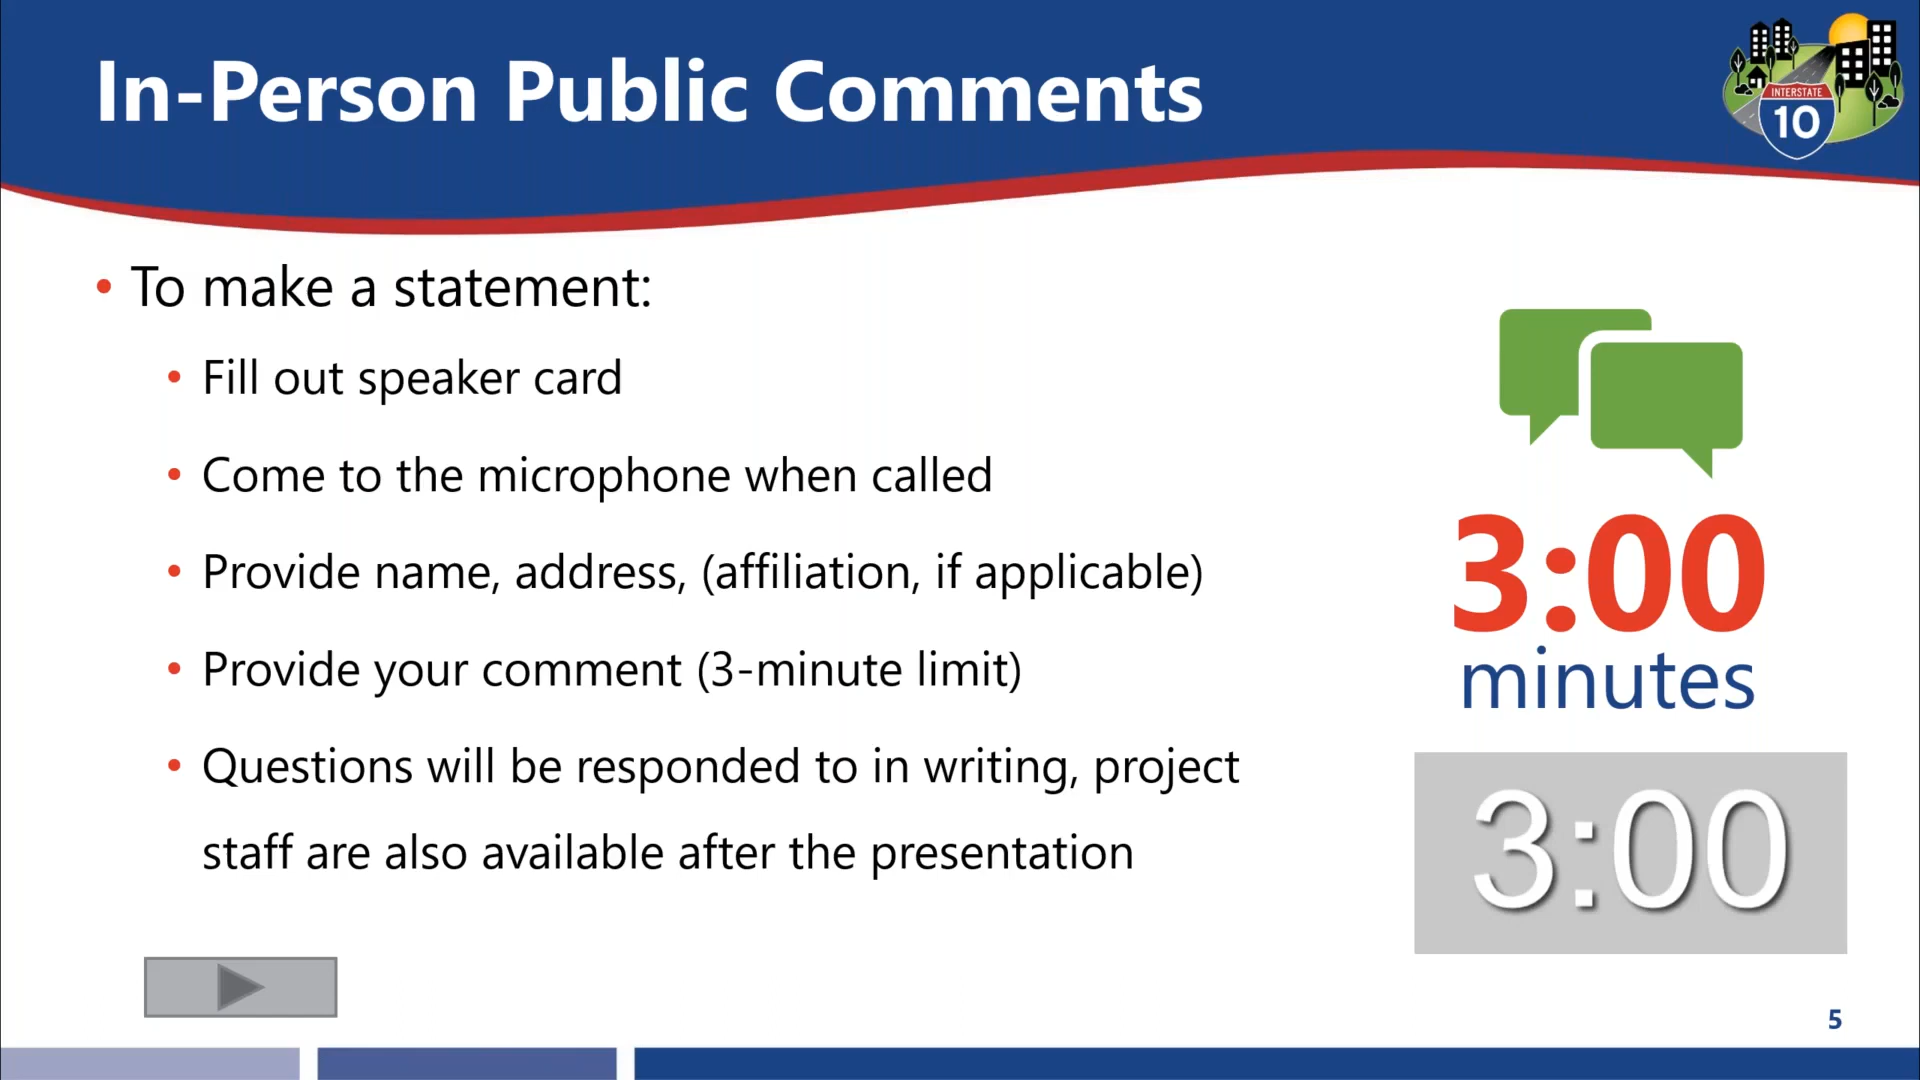 In-Person Public Comments
INTERSTATE
10
• To make a statement:
• Fill out speaker card
• Come to the microphone when called
• Provide name, address, (affiliation, if applicable)
• Provide your comment (3-minute limit)
• Questions will be responded to in writing, project
staff are also available after the presentation
3:00
minutes
3:00
5